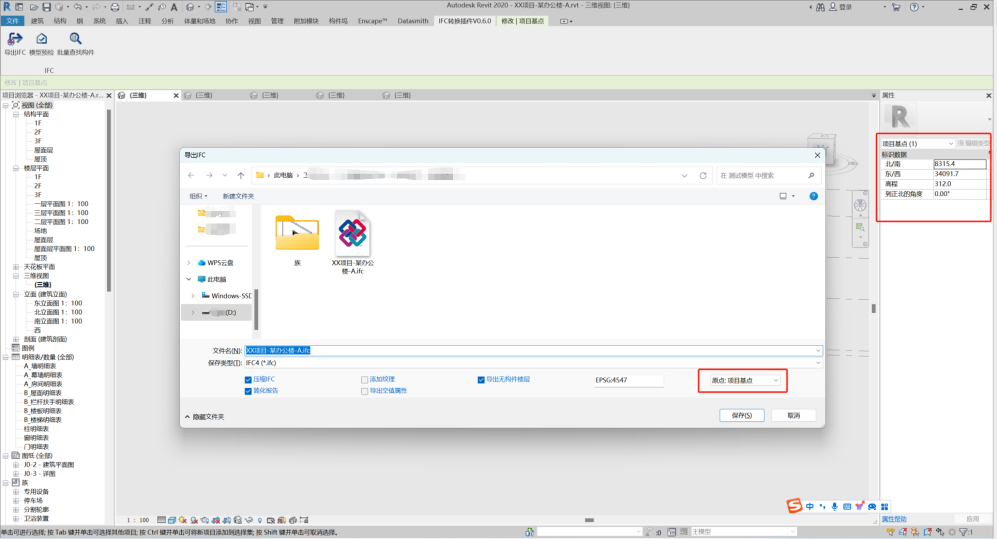 Autodesk Revit 2020 - XX项目-某办公楼-A.rvt - 三维视图: {三维}
登录
文件 建筑 结构 钢 系统 插入 注释 分析 体量和场地 协作 视图 管理 附加模块 构件坞 Enscape™ Datasmith IFC转换插件V0.6.0 修改 | 项目基点
导出IFC 模型预检 批量查找构件
IFC
修改 | 项目基点
项目浏览器 - XX项目-某办公楼-A.r...
{三维} {三维} {三维} {三维} {三维}
属性
视图 (全部)
结构平面
1F
2F
3F
屋面层
屋顶
楼层平面
1F
2F
3F
一层平面图 1：100
三层平面图 1：100
二层平面图 1：100
场地
屋面层
屋面层平面图 1：100
屋顶
天花板平面
三维视图
{三维}
立面 (建筑立面)
东立面图 1：100
北立面图 1：100
南立面图 1：100
西
剖面 (建筑剖面)
图例
明细表/数量 (全部)
A_墙明细表
A_幕墙明细表
A_房间明细表
B_屋面明细表
B_栏杆扶手明细表
B_楼板明细表
B_楼梯明细表
柱明细表
窗明细表
门明细表
图纸 (全部)
J0-2 - 建筑平面图
J0-3 - 详图
族
专用设备
停车场
分割轮廓
卫浴装置
导出IFC
此电脑
在 测试模型 中搜索
组织 新建文件夹
WPS云盘
此电脑
Windows-SSD
(D:)
族
XX项目-某办公楼-A.ifc
文件名(N): XX项目-某办公楼-A.ifc
保存类型(T): IFC4 (*.ifc)
压缩IFC 添加纹理 导出无构件楼层 EPSG:4547 原点: 项目基点
简化报告 导出空值属性
隐藏文件夹 保存(S) 取消
项目基点 (1) 编辑类型
标识数据
北/南 8315.4
东/西 34091.7
高程 312.0
到正北的角度 0.00°
1 : 100
中
属性帮助 应用
单击可进行选择; 按 Tab 键并单击可选择其他项目; 按 Ctrl 键并单击可将新项目添加到选择集; 按 Shift 键并单击可取消选择。
:0 主模型
:1